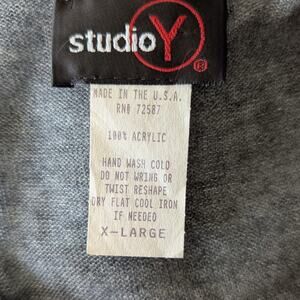 studio Y ®
MADE IN THE U.S.A.
RN# 72587
100% ACRYLIC
HAND WASH COLD
DO NOT WRING OR
TWIST RESHAPE
DRY FLAT COOL IRON
IF NEEDED
X-LARGE